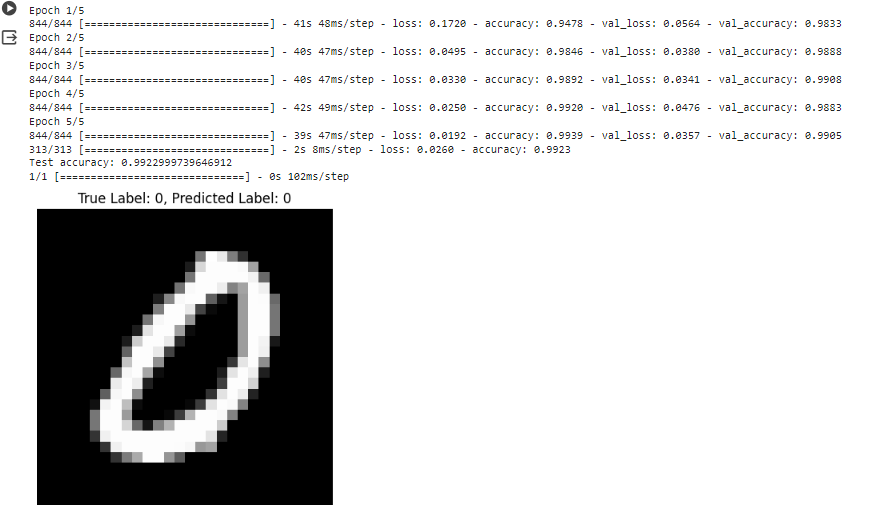 Epoch 1/5
844/844 [==============================] - 41s 48ms/step - loss: 0.1720 - accuracy: 0.9478 - val_loss: 0.0564 - val_accuracy: 0.9833
Epoch 2/5
844/844 [==============================] - 40s 47ms/step - loss: 0.0495 - accuracy: 0.9846 - val_loss: 0.0380 - val_accuracy: 0.9888
Epoch 3/5
844/844 [==============================] - 40s 47ms/step - loss: 0.0330 - accuracy: 0.9892 - val_loss: 0.0341 - val_accuracy: 0.9908
Epoch 4/5
844/844 [==============================] - 42s 49ms/step - loss: 0.0250 - accuracy: 0.9920 - val_loss: 0.0476 - val_accuracy: 0.9883
Epoch 5/5
844/844 [==============================] - 39s 47ms/step - loss: 0.0192 - accuracy: 0.9939 - val_loss: 0.0357 - val_accuracy: 0.9905
313/313 [==============================] - 2s 8ms/step - loss: 0.0260 - accuracy: 0.9923
Test accuracy: 0.9922999739646912
1/1 [==============================] - 0s 102ms/step
True Label: 0, Predicted Label: 0
0